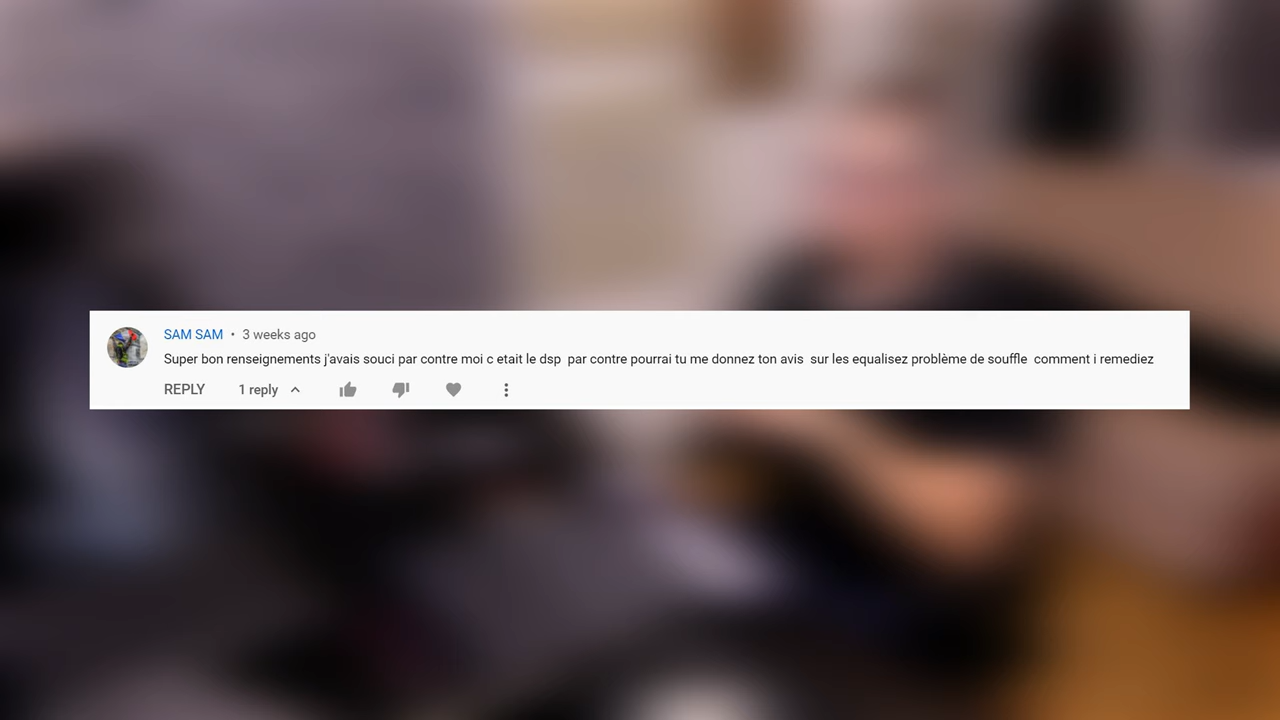 SAM SAM • 3 weeks ago
Super bon renseignements j'avais souci par contre moi c etait le dsp  par contre pourrai tu me donnez ton avis  sur les equalisez problème de souffle  comment i remediez
REPLY 1 reply